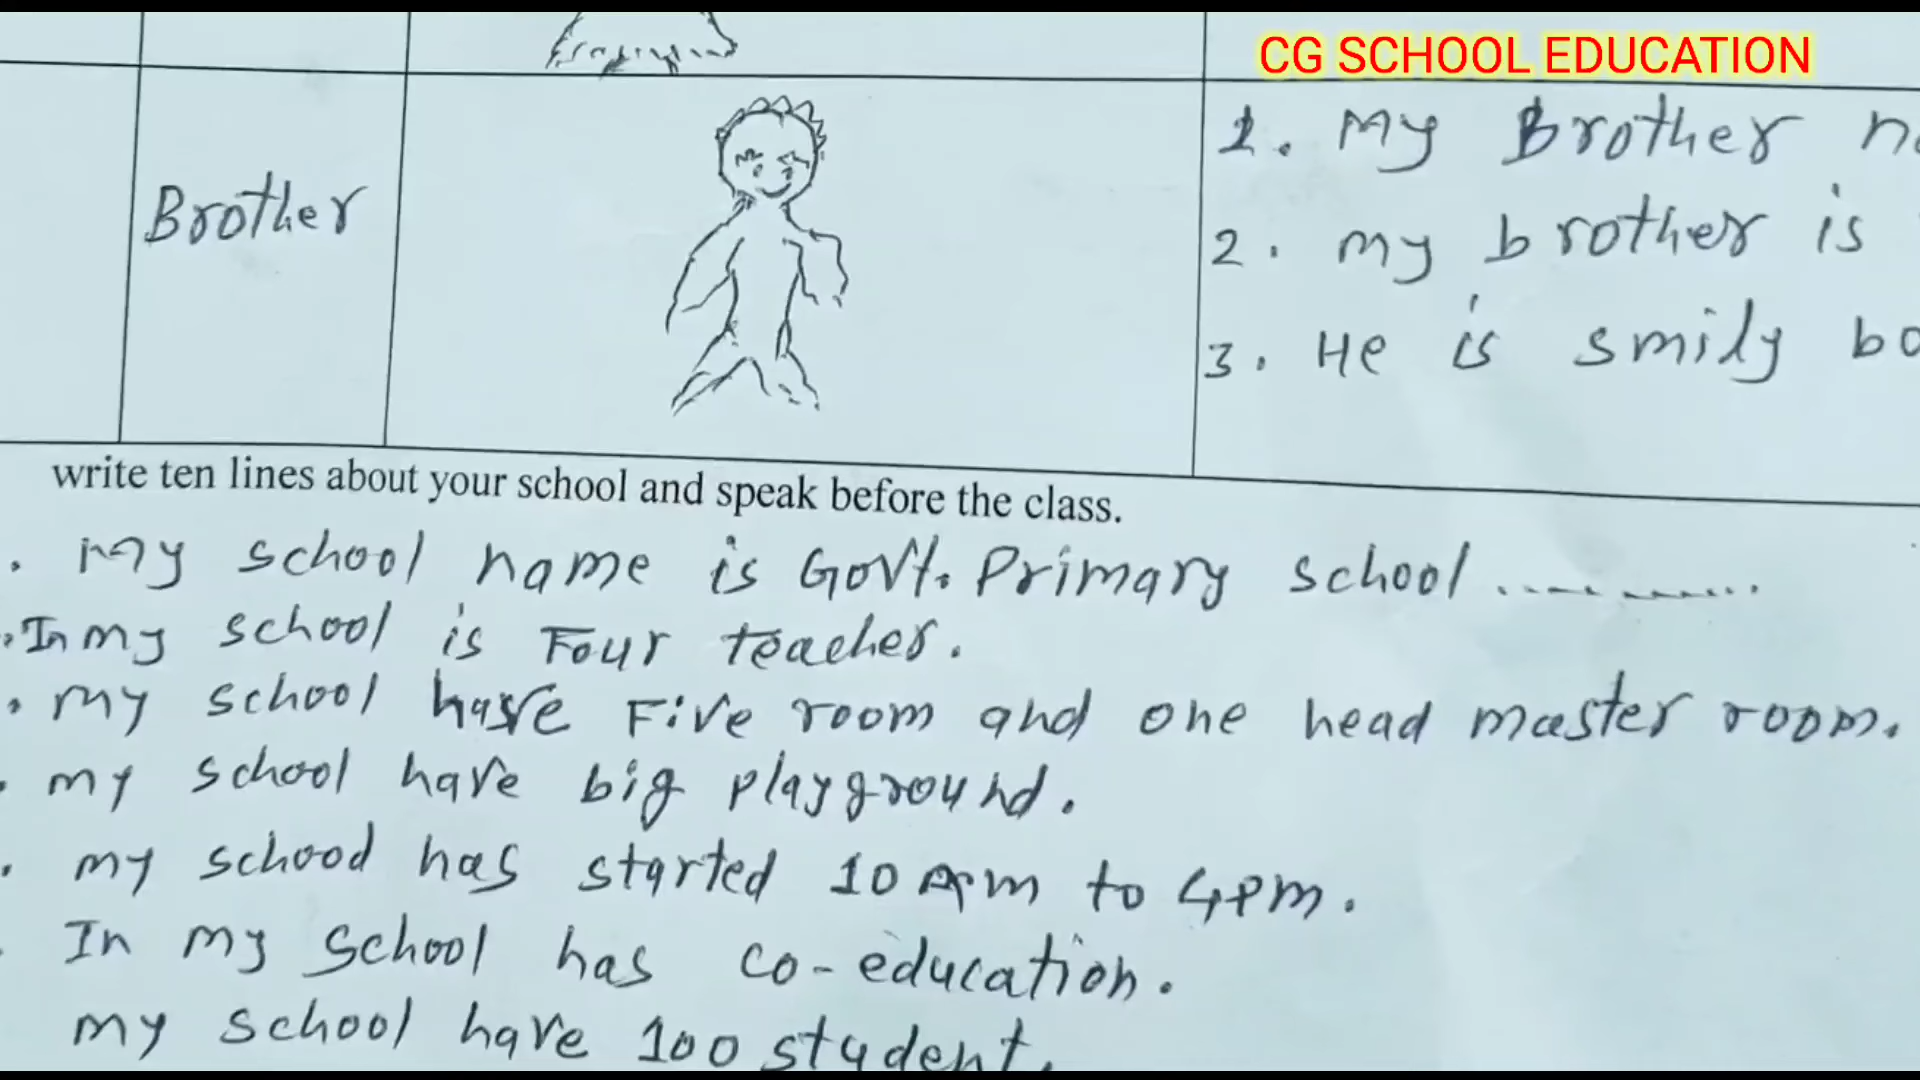 CG SCHOOL EDUCATION
Brother
1. My Brother
2. my brother is
3. He is smily
write ten lines about your school and speak before the class.
. My school name is Govt. Primary school ............
. In my school is Four teacher.
. my school have Five room and one head master room.
. my school have big playground.
. my school has started 10 Am to 4 Pm.
. In my school has co-education.
my school have 100 student.